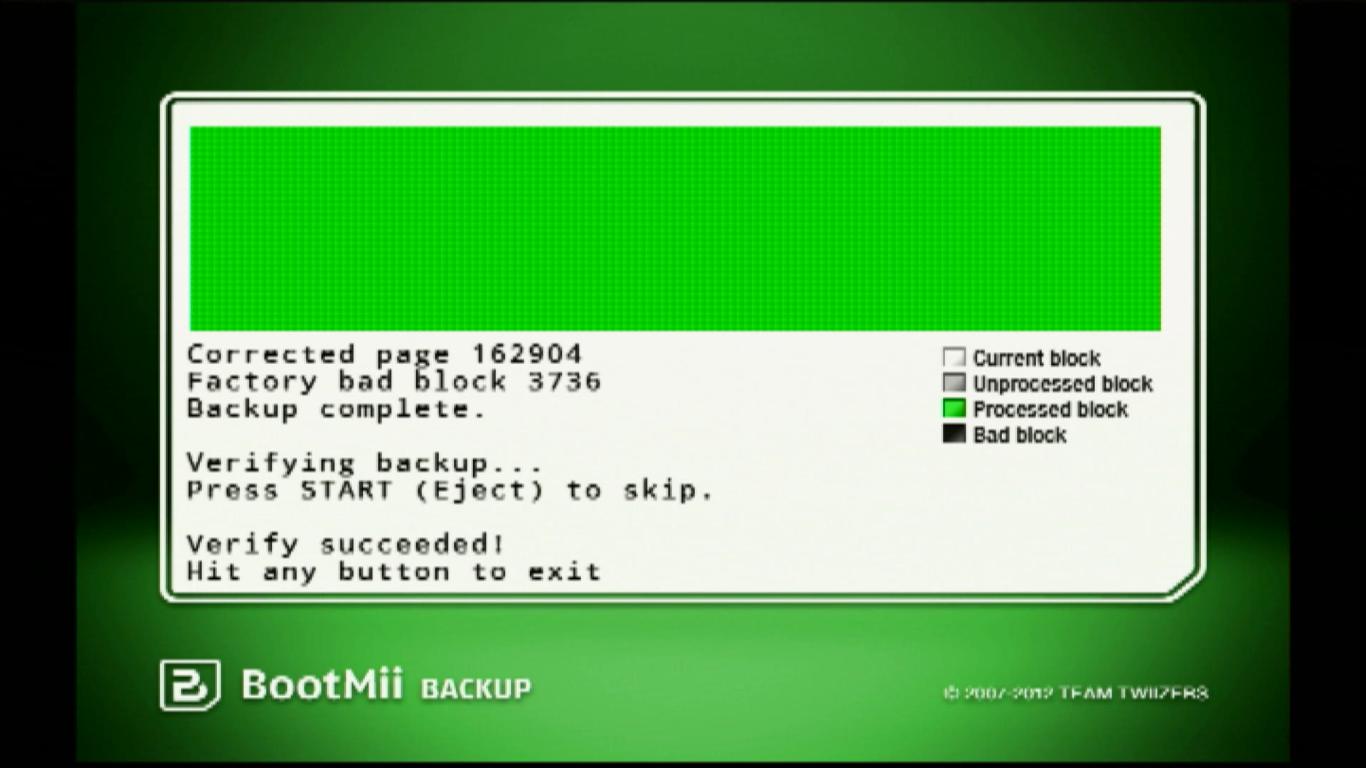 Corrected page 162904
Factory bad block 3736
Backup complete.
Verifying backup...
Press START (Eject) to skip.
Verify succeeded!
Hit any button to exit
Current block
Unprocessed block
Processed block
Bad block
BootMii BACKUP
© 2007-2012 TEAM TWIIZERS